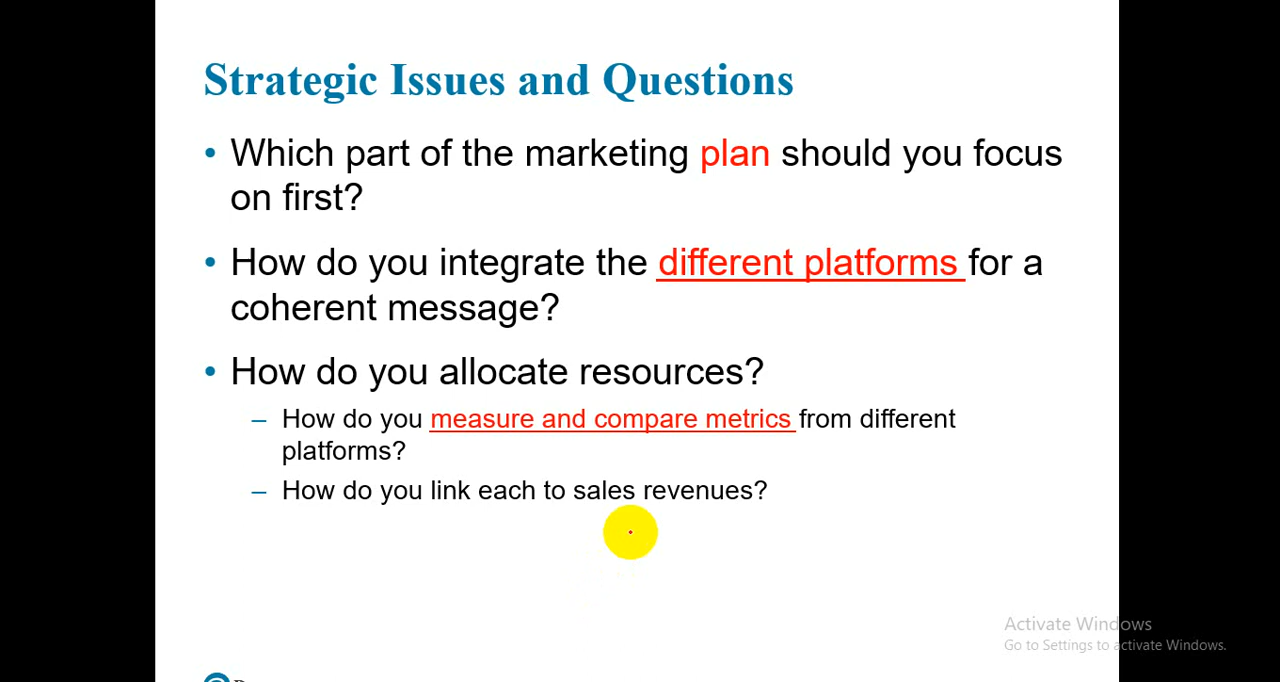 Strategic Issues and Questions
• Which part of the marketing plan should you focus
on first?
• How do you integrate the different platforms for a
coherent message?
• How do you allocate resources?
– How do you measure and compare metrics from different
platforms?
– How do you link each to sales revenues?
Activate Windows
Go to Settings to activate Windows.